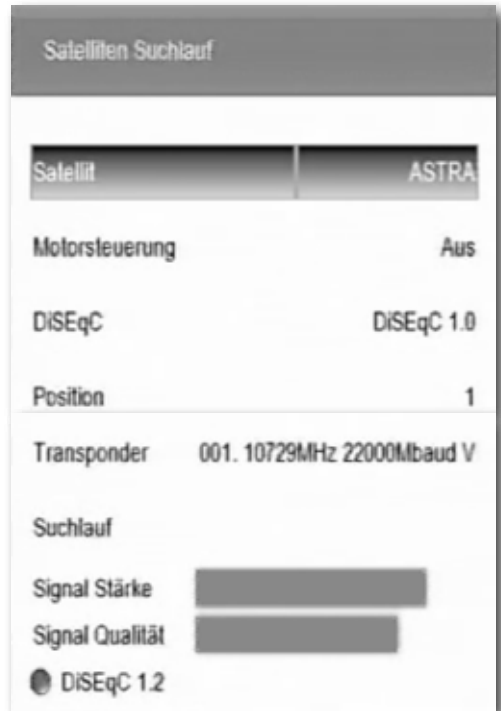 Satelliten Suchlauf
Satellit ASTRA
Motorsteuerung Aus
DiSEqC DiSEqC 1.0
Position 1
Transponder 001. 10729MHz 22000Mbaud V
Suchlauf
Signal Stärke
Signal Qualität
DiSEqC 1.2